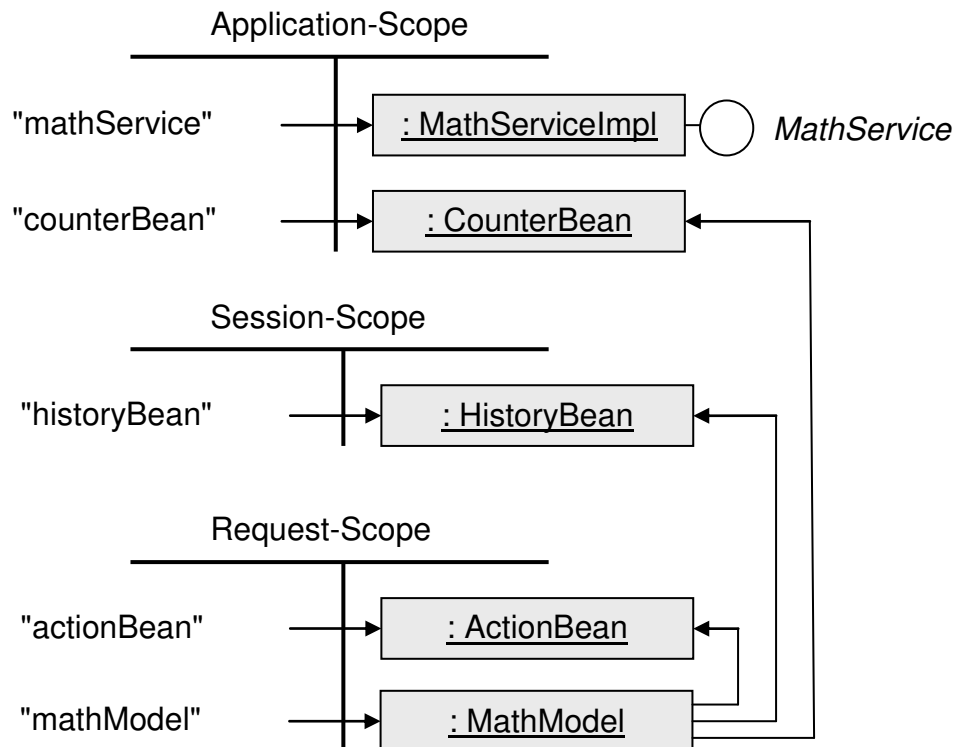 Application-Scope
"mathService"
: MathServiceImpl
MathService
"counterBean"
: CounterBean
Session-Scope
"historyBean"
: HistoryBean
Request-Scope
"actionBean"
: ActionBean
"mathModel"
: MathModel